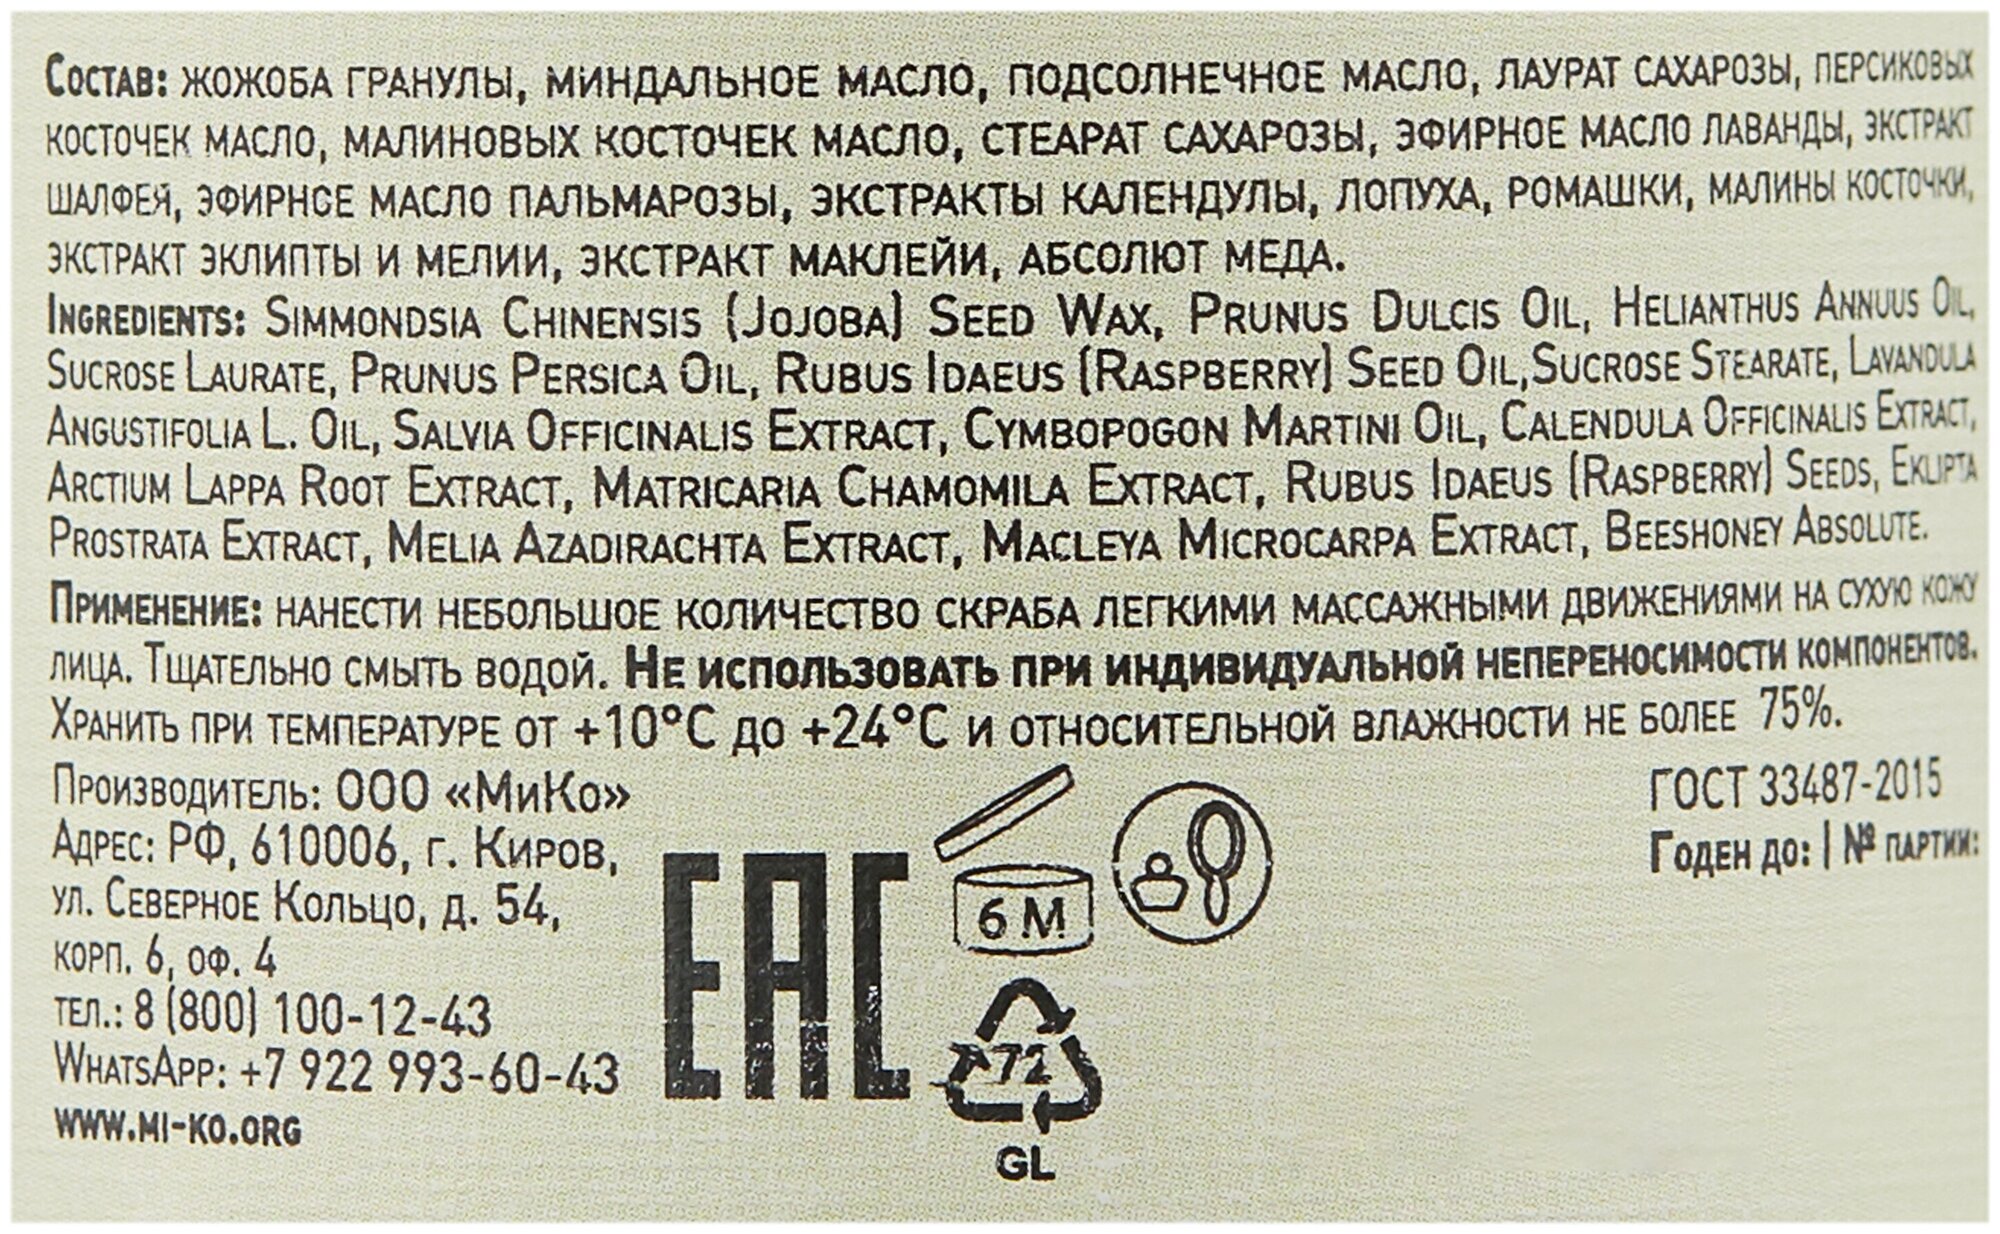 Состав: жожоба гранулы, миндальное масло, подсолнечное масло, лаурат сахарозы, персиковых
косточек масло, малиновых косточек масло, стеарат сахарозы, эфирное масло лаванды, экстракт
шалфея, эфирное масло пальмарозы, экстракты календулы, лопуха, ромашки, малины косточки,
экстракт эклипты и мелии, экстракт маклейи, абсолют меда.
Ingredients: Simmondsia Chinensis (Jojoba) Seed Wax, Prunus Dulcis Oil, Helianthus Annuus Oil,
Sucrose Laurate, Prunus Persica Oil, Rubus Idaeus (Raspberry) Seed Oil,Sucrose Stearate, Lavandula
Angustifolia L. Oil, Salvia Officinalis Extract, Cymbopogon Martini Oil, Calendula Officinalis Extract,
Arctium Lappa Root Extract, Matricaria Chamomila Extract, Rubus Idaeus (Raspberry) Seeds, Eklipta
Prostrata Extract, Melia Azadirachta Extract, Macleya Microcarpa Extract, Beeshoney Absolute.
Применение: нанести небольшое количество скраба легкими массажными движениями на сухую кожу
лица. Тщательно смыть водой. Не использовать при индивидуальной непереносимости компонентов.
Хранить при температуре от +10°C до +24°C и относительной влажности не более 75%.
Производитель: ООО «МиКо»
Адрес: РФ, 610006, г. Киров,
ул. Северное Кольцо, д. 54,
корп. 6, оф. 4
тел.: 8 (800) 100-12-43
WhatsApp: +7 922 993-60-43
www.mi-ko.org
EAC
6 M
72
GL
ГОСТ 33487-2015
Годен до: | № партии: